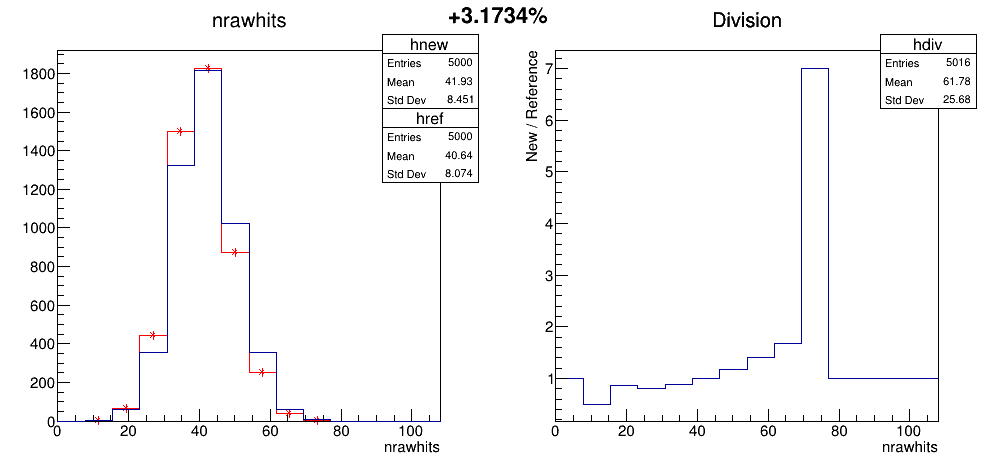 +3.1734%
nrawhits
hnew
Entries 5000
Mean 41.93
Std Dev 8.451
href
Entries 5000
Mean 40.64
Std Dev 8.074
1800
1600
1400
1200
1000
800
600
400
200
0
0 20 40 60 80 100
nrawhits
Division
hdiv
Entries 5016
Mean 61.78
Std Dev 25.68
New / Reference
7
6
5
4
3
2
1
0 20 40 60 80 100
nrawhits